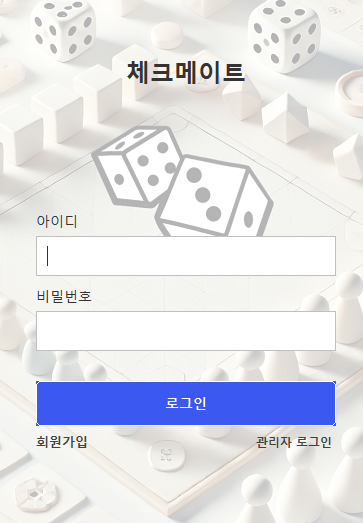 체크메이트
아이디
비밀번호
로그인
회원가입 관리자 로그인